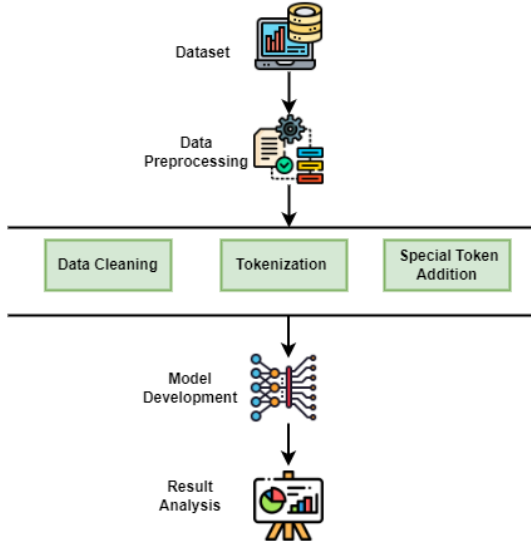 Dataset
Data
Preprocessing
Data Cleaning
Tokenization
Special Token
Addition
Model
Development
Result
Analysis